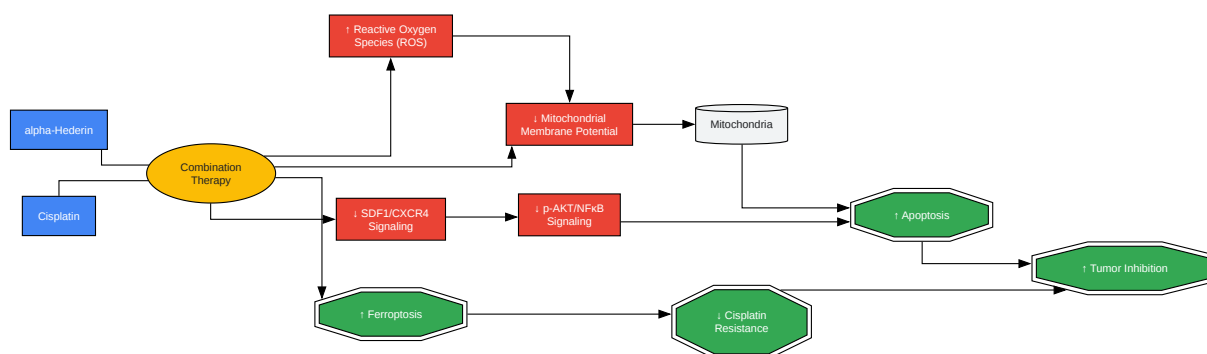 ↑ Reactive Oxygen
Species (ROS)
alpha-Hederin
↓ Mitochondrial
Membrane Potential
Mitochondria
Combination
Therapy
Cisplatin
↓ SDF1/CXCR4
Signaling
↓ p-AKT/NFκB
Signaling
↑ Apoptosis
↑ Tumor Inhibition
↑ Ferroptosis
↓ Cisplatin
Resistance